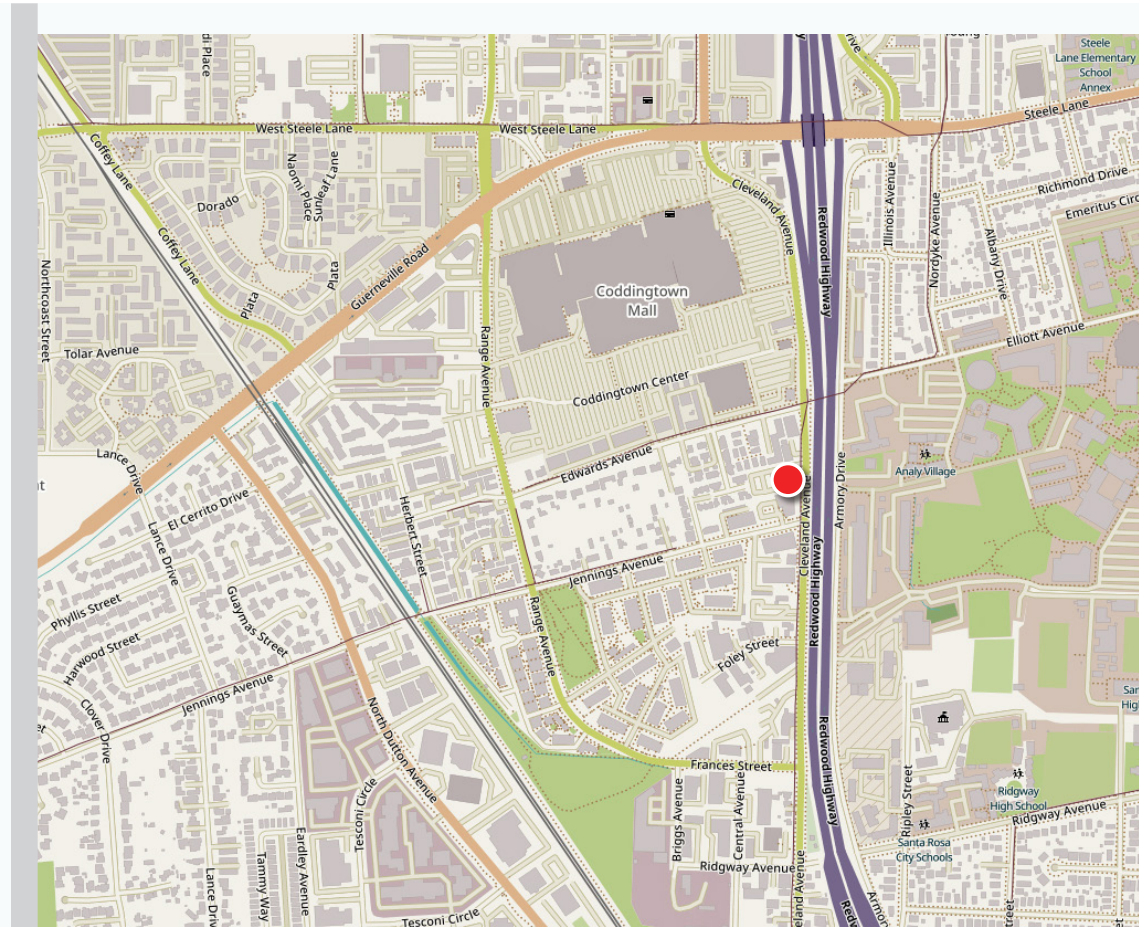 Steele
Lane Elementary
School
Annex
Steele Lane
West Steele Lane
West Steele Lane
Coffey Lane
Naomi Place
Sunleaf Lane
Dorado
Cleveland Avenue
Richmond Drive
Illinois Avenue
Nordyke Avenue
Redwood Highway
Albany Drive
Coffey Lane
Guerneville Road
Plata
Plata
Northcoast Street
Coddingtown
Mall
Range Avenue
Elliott Avenue
Tolar Avenue
Coddingtown Center
Edwards Avenue
Lance Drive
Analy Village
Armory Drive
El Cerrito Drive
Herbert Street
Cleveland Avenue
Redwood Highway
Lance Drive
Jennings Avenue
Phyllis Street
Guaymas Street
Range Avenue
Harwood Street
Foley Street
Jennings Avenue
Clover Drive
North Dutton Avenue
Redwood Highway
Frances Street
Ridgway
High School
Ripley Street
Tesconi Circle
Briggs Avenue
Central Avenue
Ridgway Avenue
Santa Rosa
City Schools
Eardley Avenue
Tammy Way
Ridgway Avenue
Tesconi Circle